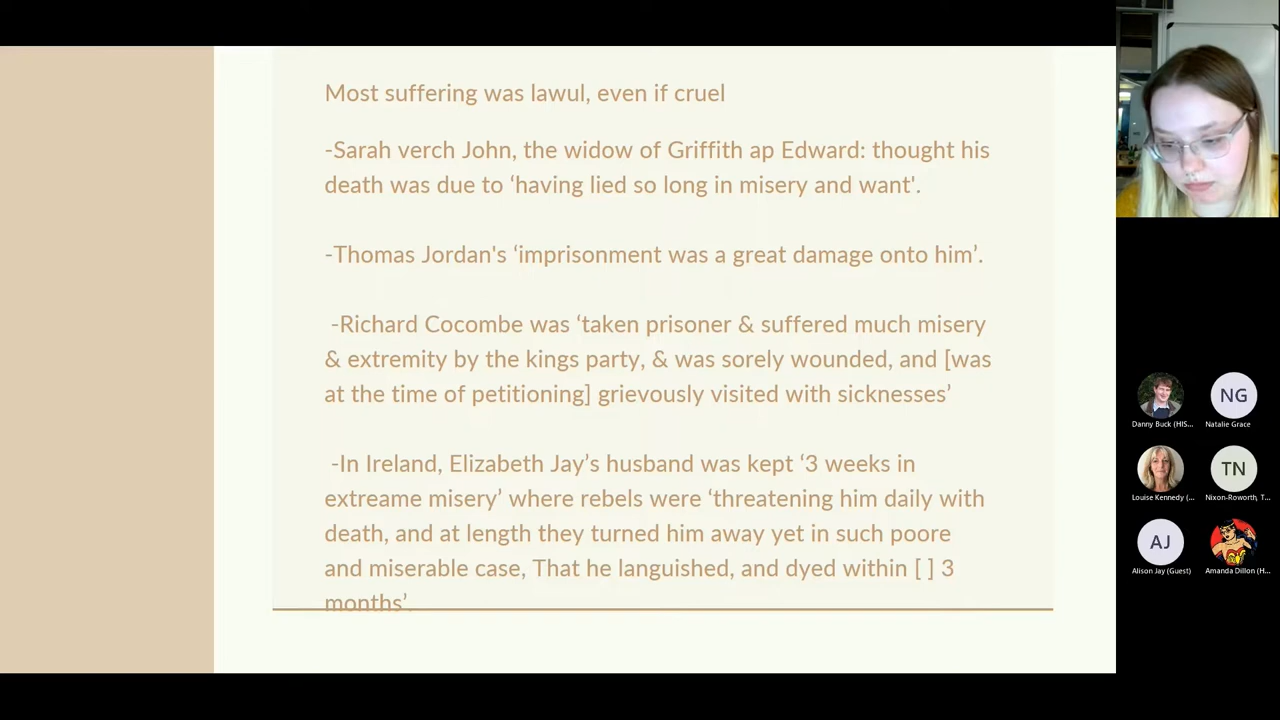 Most suffering was lawul, even if cruel
-Sarah verch John, the widow of Griffith ap Edward: thought his
death was due to ‘having lied so long in misery and want'.
-Thomas Jordan's ‘imprisonment was a great damage onto him’.
-Richard Cocombe was ‘taken prisoner & suffered much misery
& extremity by the kings party, & was sorely wounded, and [was
at the time of petitioning] grievously visited with sicknesses’
-In Ireland, Elizabeth Jay’s husband was kept ‘3 weeks in
extreame misery’ where rebels were ‘threatening him daily with
death, and at length they turned him away yet in such poore
and miserable case, That he languished, and dyed within [ ] 3
months’.
Danny Buck (HIS...
NG
Natalie Grace
Louise Kennedy (...
TN
Nixon-Roworth, T...
AJ
Alison Jay (Guest)
Amanda Dillon (H...